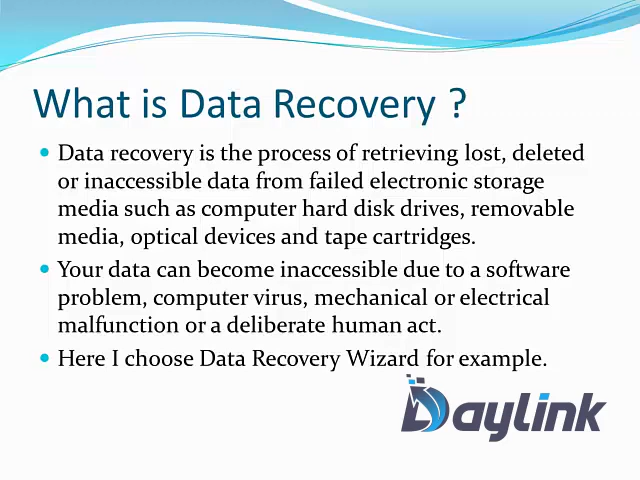 What is Data Recovery ?
Data recovery is the process of retrieving lost, deleted
or inaccessible data from failed electronic storage
media such as computer hard disk drives, removable
media, optical devices and tape cartridges.
Your data can become inaccessible due to a software
problem, computer virus, mechanical or electrical
malfunction or a deliberate human act.
Here I choose Data Recovery Wizard for example.
Daylink